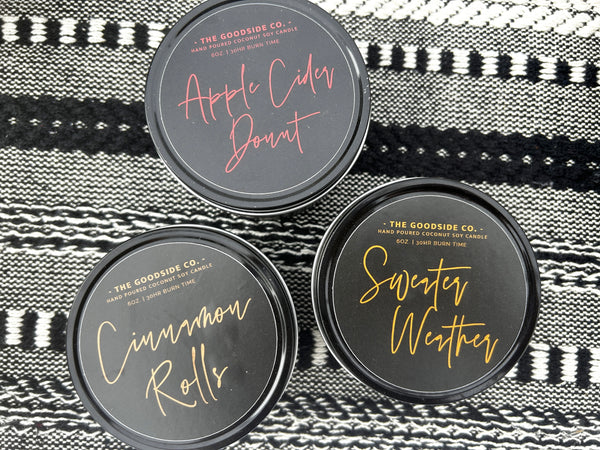 - THE GOODSIDE CO. -
HAND POURED COCONUT SOY CANDLE
6OZ. | 30HR BURN TIME
Apple Cider
Donut
- THE GOODSIDE CO. -
HAND POURED COCONUT SOY CANDLE
6OZ. | 30HR BURN TIME
Cinnamon
Rolls
- THE GOODSIDE CO. -
HAND POURED COCONUT SOY CANDLE
6OZ. | 30HR BURN TIME
Sweater
Weather